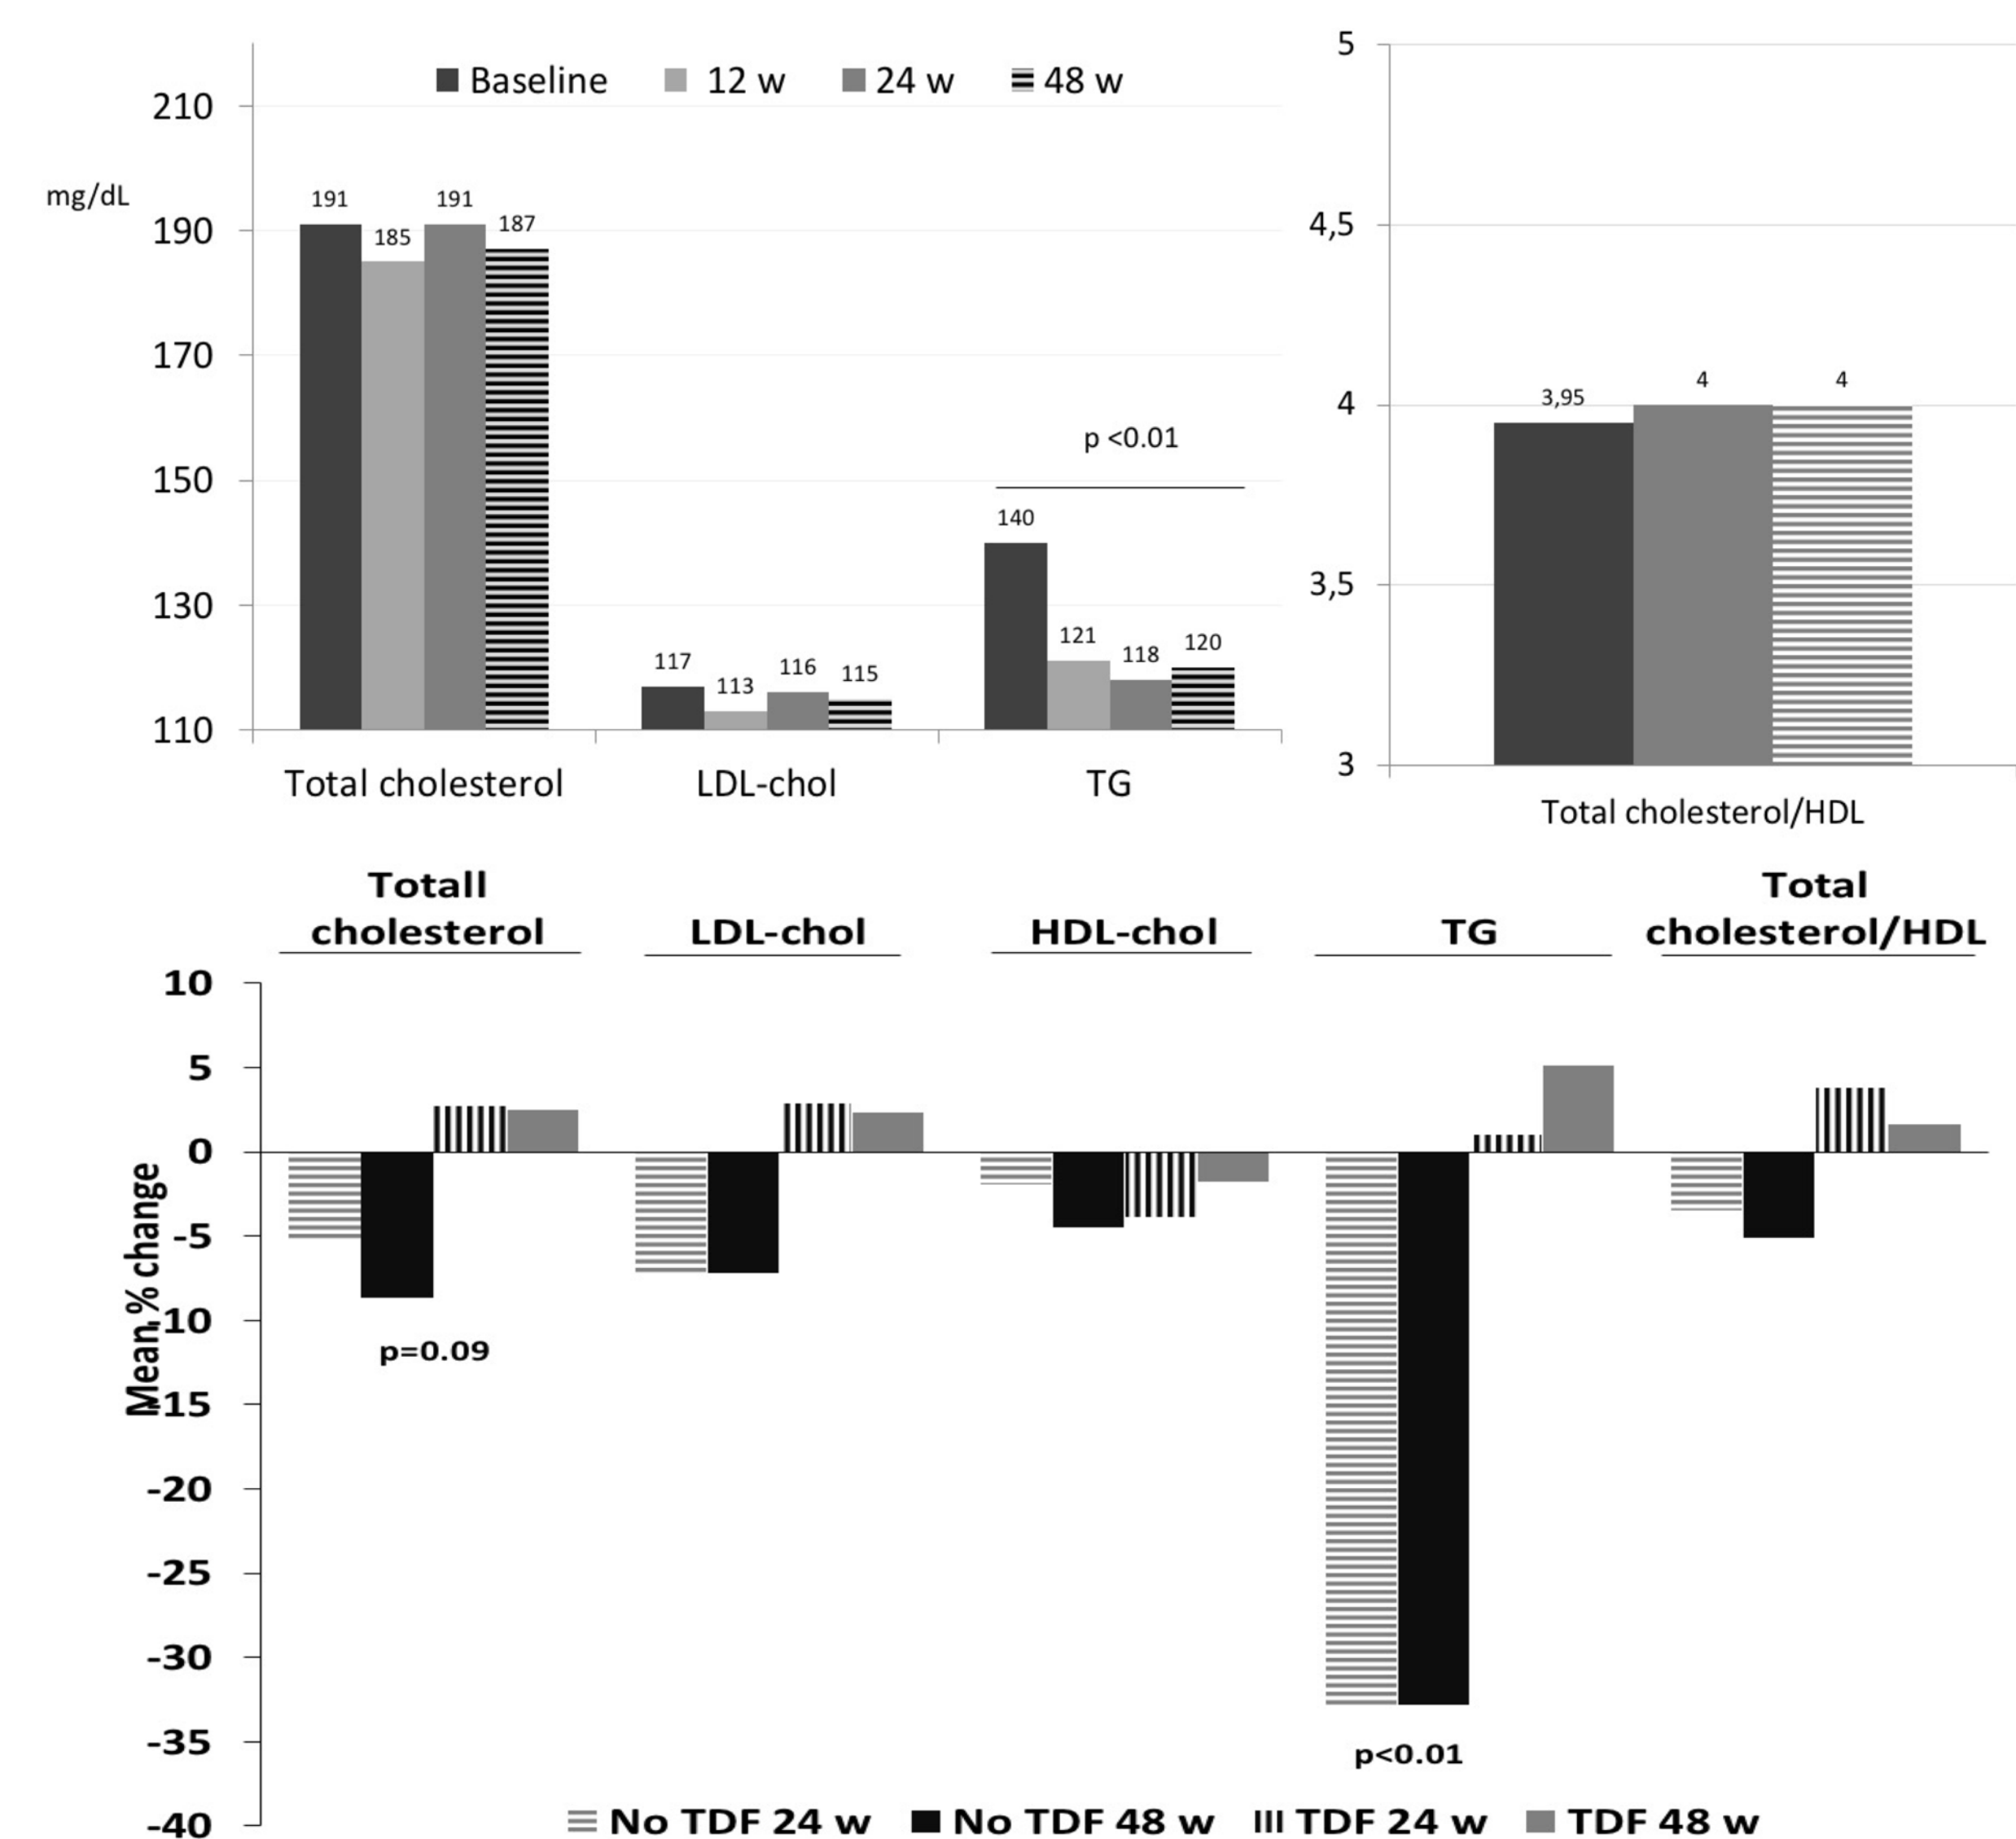 Baseline 12 w 24 w 48 w
mg/dL
210
190
170
150
130
110
191
185
191
187
117
113
116
115
p <0.01
140
121
118
120
Total cholesterol LDL-chol TG
5
4,5
4
3,5
3
3,95
4
4
Total cholesterol/HDL
Totall
cholesterol
LDL-chol
HDL-chol
TG
Total
cholesterol/HDL
Mean % change
10
5
0
-5
-10
-15
-20
-25
-30
-35
-40
p=0.09
p<0.01
No TDF 24 w No TDF 48 w TDF 24 w TDF 48 w